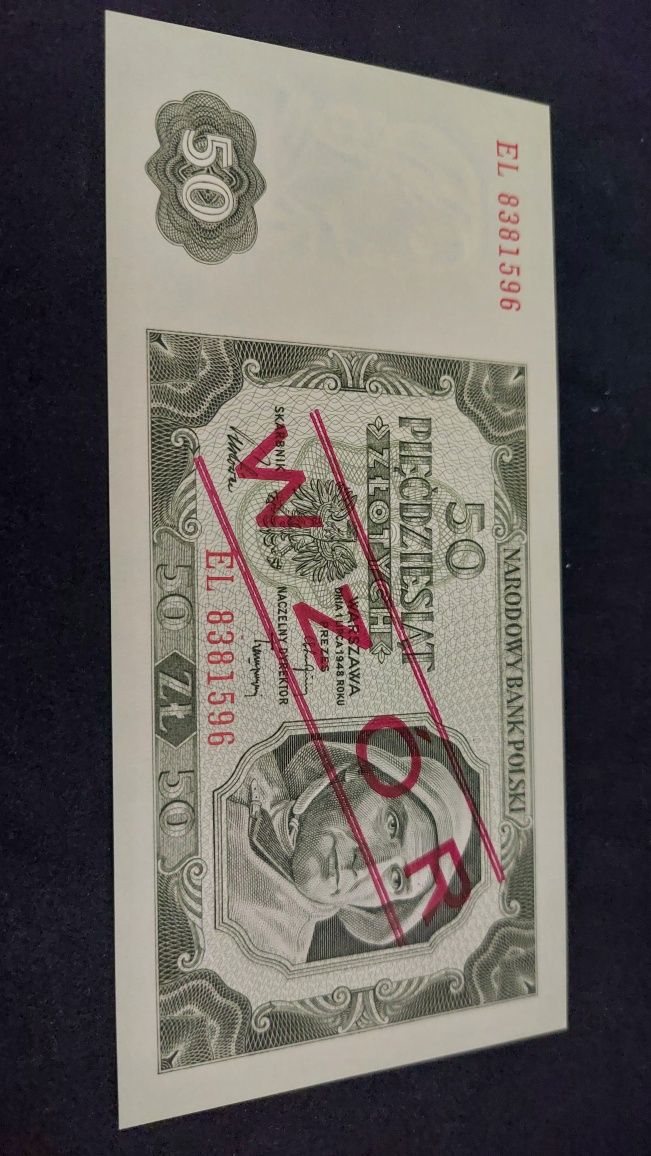 EL 8381596
50
NARODOWY BANK POLSKI
50
PIĘĆDZIESIĄT
ZŁOTYCH
WARSZAWA
DNIA 1 LIPCA 1948 ROKU
PREZES
SKARBNIK
NACZELNY DYREKTOR
WZÓR
EL 8381596
50 ZŁ 50